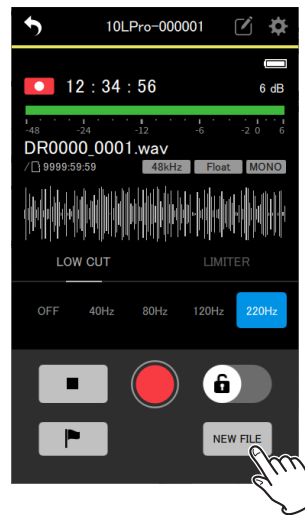 10LPro-000001
12 : 34 : 56 6 dB
-48 -24 -12 -6 -2 0 6
DR0000_0001.wav
/ 9999:59:59 48kHz Float MONO
LOW CUT LIMITER
OFF 40Hz 80Hz 120Hz 220Hz
NEW FILE